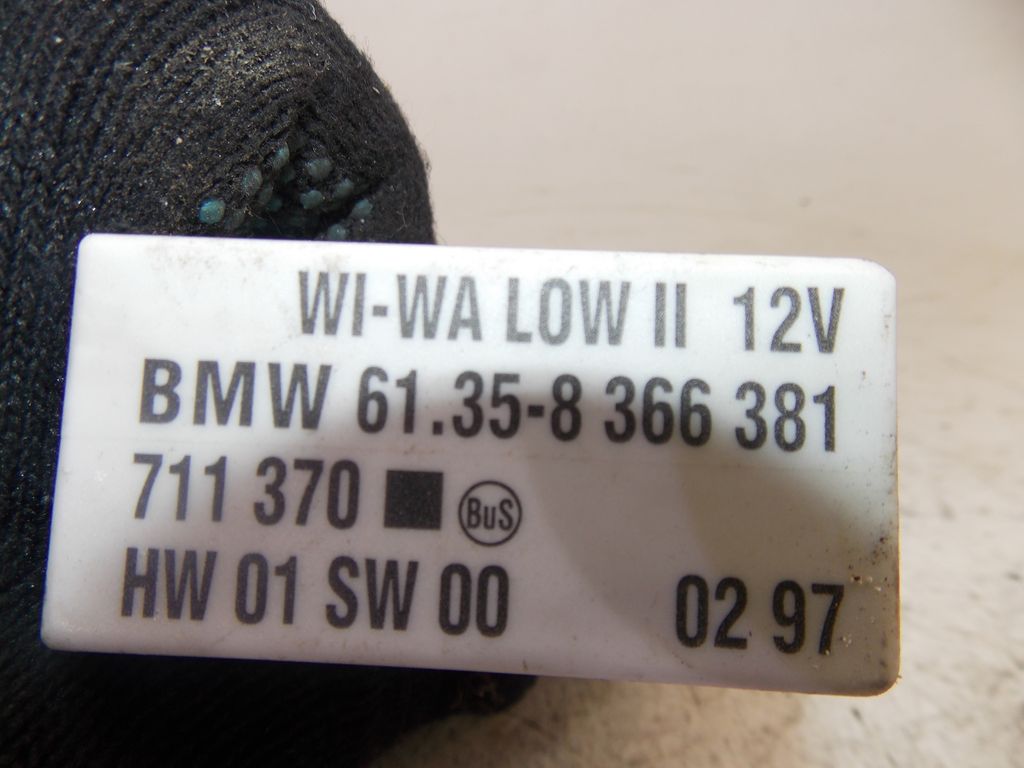 WI-WA LOW II 12V
BMW 61.35-8 366 381
711 370 ■ BuS
HW 01 SW 00 02 97